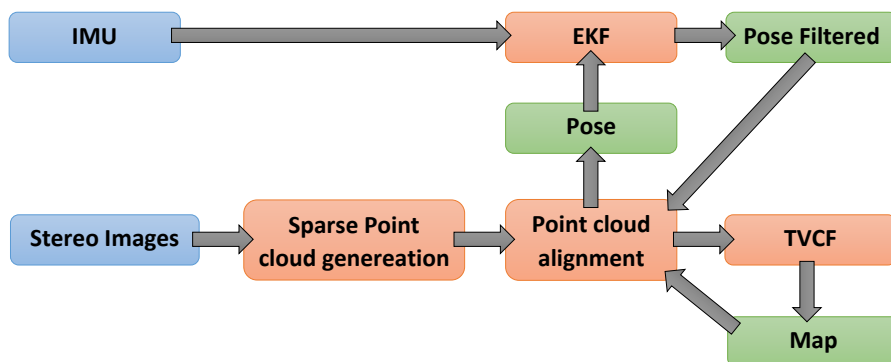 IMU
EKF
Pose Filtered
Pose
Stereo Images
Sparse Point
cloud genereation
Point cloud
alignment
TVCF
Map